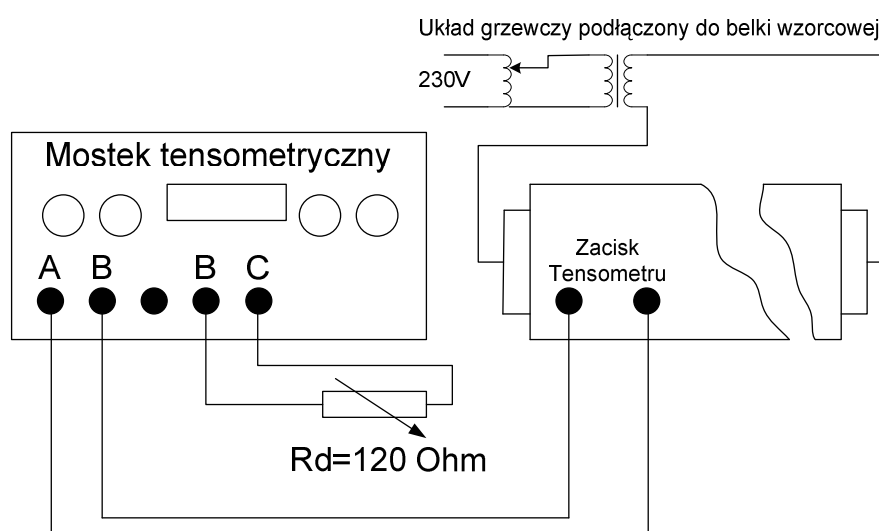 Układ grzewczy podłączony do belki wzorcowej
230V
Mostek tensometryczny
A B B C
Zacisk
Tensometru
Rd=120 Ohm